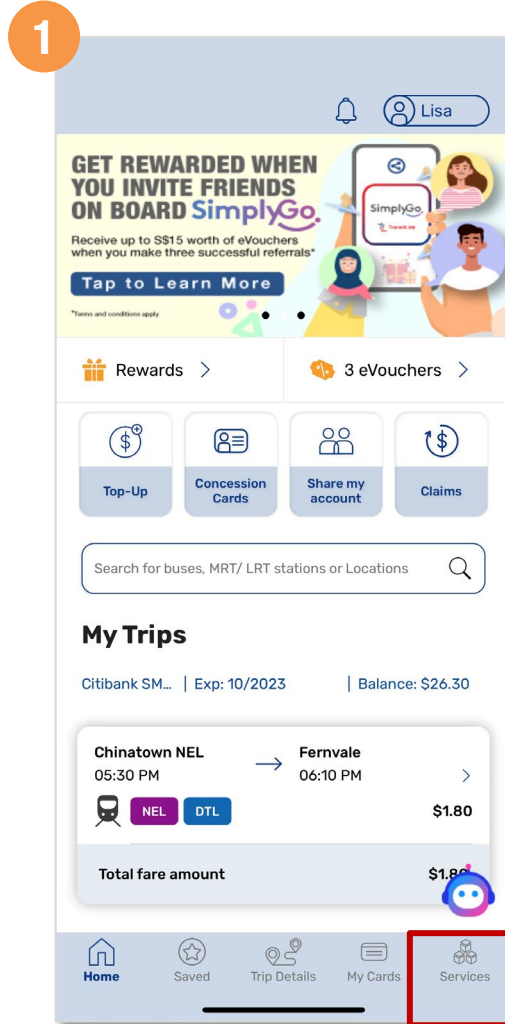 1
Lisa
GET REWARDED WHEN
YOU INVITE FRIENDS
ON BOARD SimplyGo.
Receive up to S$15 worth of eVouchers
when you make three successful referrals*
Tap to Learn More
*Terms and conditions apply
SimplyGo
TransitLink
Rewards >
3 eVouchers >
Top-Up
Concession
Cards
Share my
account
Claims
Search for buses, MRT/ LRT stations or Locations
My Trips
Citibank SM... | Exp: 10/2023 | Balance: $26.30
Chinatown NEL → Fernvale
05:30 PM 06:10 PM >
NEL DTL $1.80
Total fare amount $1.80
Home Saved Trip Details My Cards Services